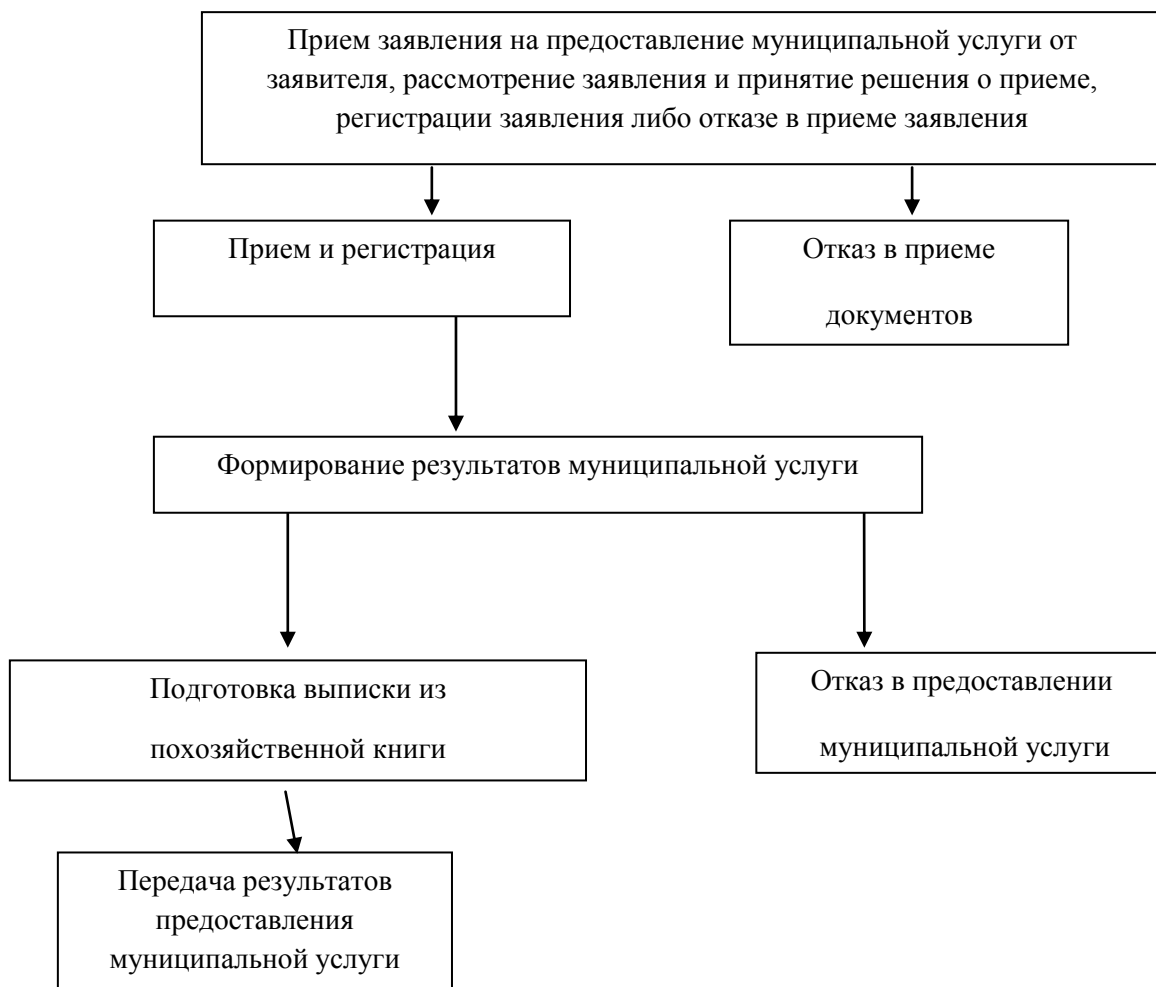 Прием заявления на предоставление муниципальной услуги от
заявителя, рассмотрение заявления и принятие решения о приеме,
регистрации заявления либо отказе в приеме заявления
Прием и регистрация
Отказ в приеме
документов
Формирование результатов муниципальной услуги
Подготовка выписки из
похозяйственной книги
Отказ в предоставлении
муниципальной услуги
Передача результатов
предоставления
муниципальной услуги